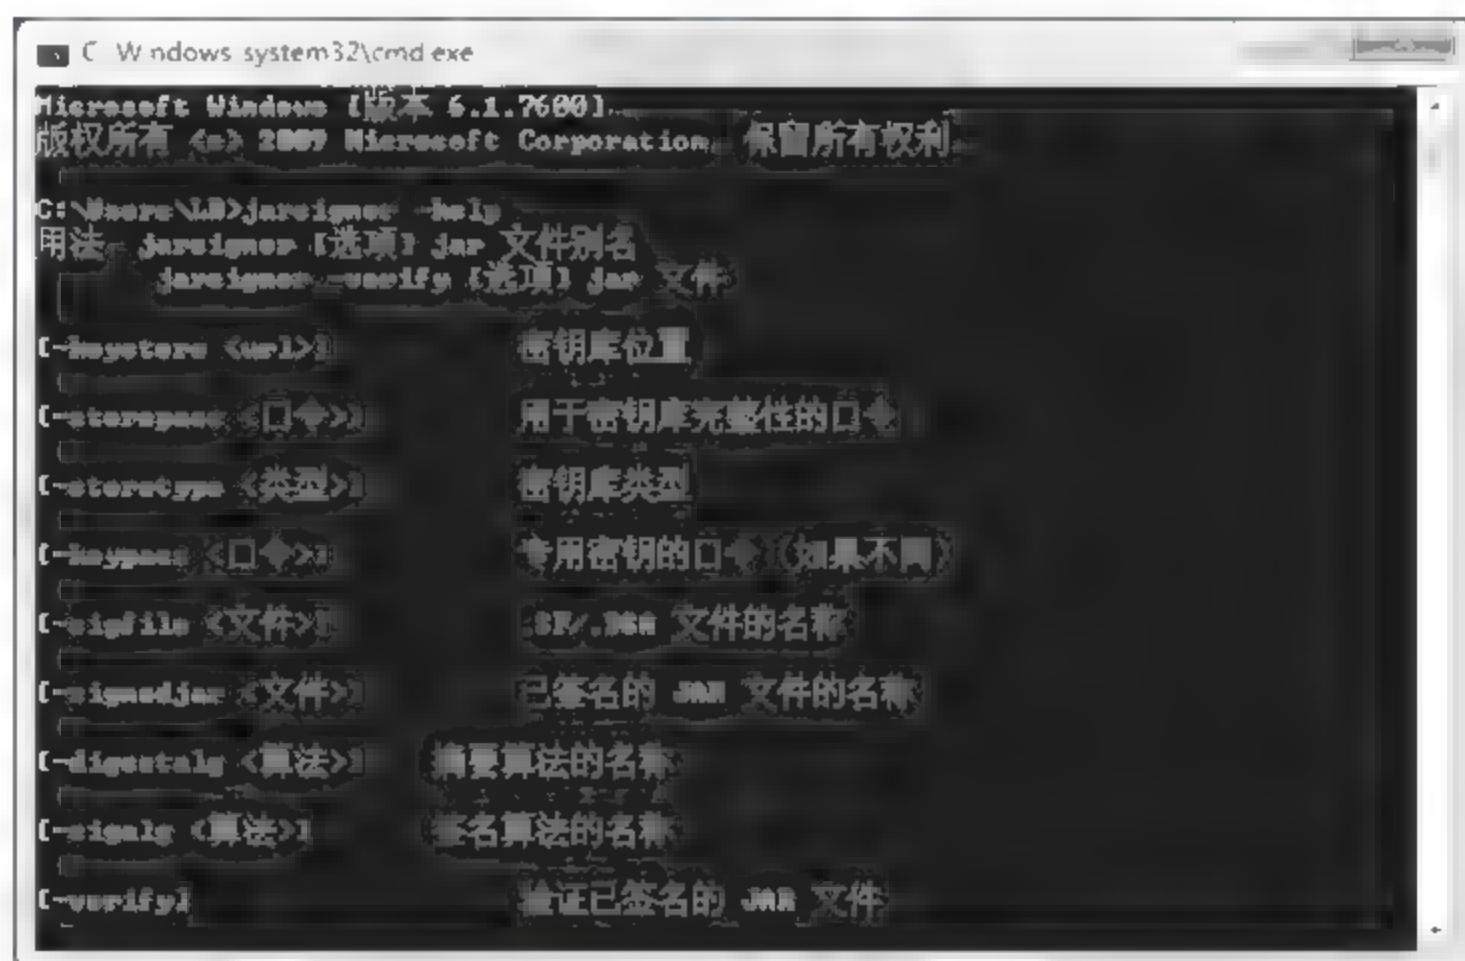 C:\Windows\system32\cmd.exe
Microsoft Windows [版本 6.1.7600]
版权所有 (c) 2009 Microsoft Corporation。保留所有权利。
C:\Users\LB>jarsigner -help
用法: jarsigner [选项] jar 文件别名
jarsigner -verify [选项] jar 文件
[-keystore <url>] 密钥库位置
[-storepass <口令>] 用于密钥库完整性的口令
[-storetype <类型>] 密钥库类型
[-keypass <口令>] 专用密钥的口令 (如果不同)
[-sigfile <文件>] .SF/.DSA 文件的名称
[-signedjar <文件>] 已签名的 JAR 文件的名称
[-digestalg <算法>] 摘要算法的名称
[-sigalg <算法>] 签名算法的名称
[-verify] 验证已签名的 JAR 文件